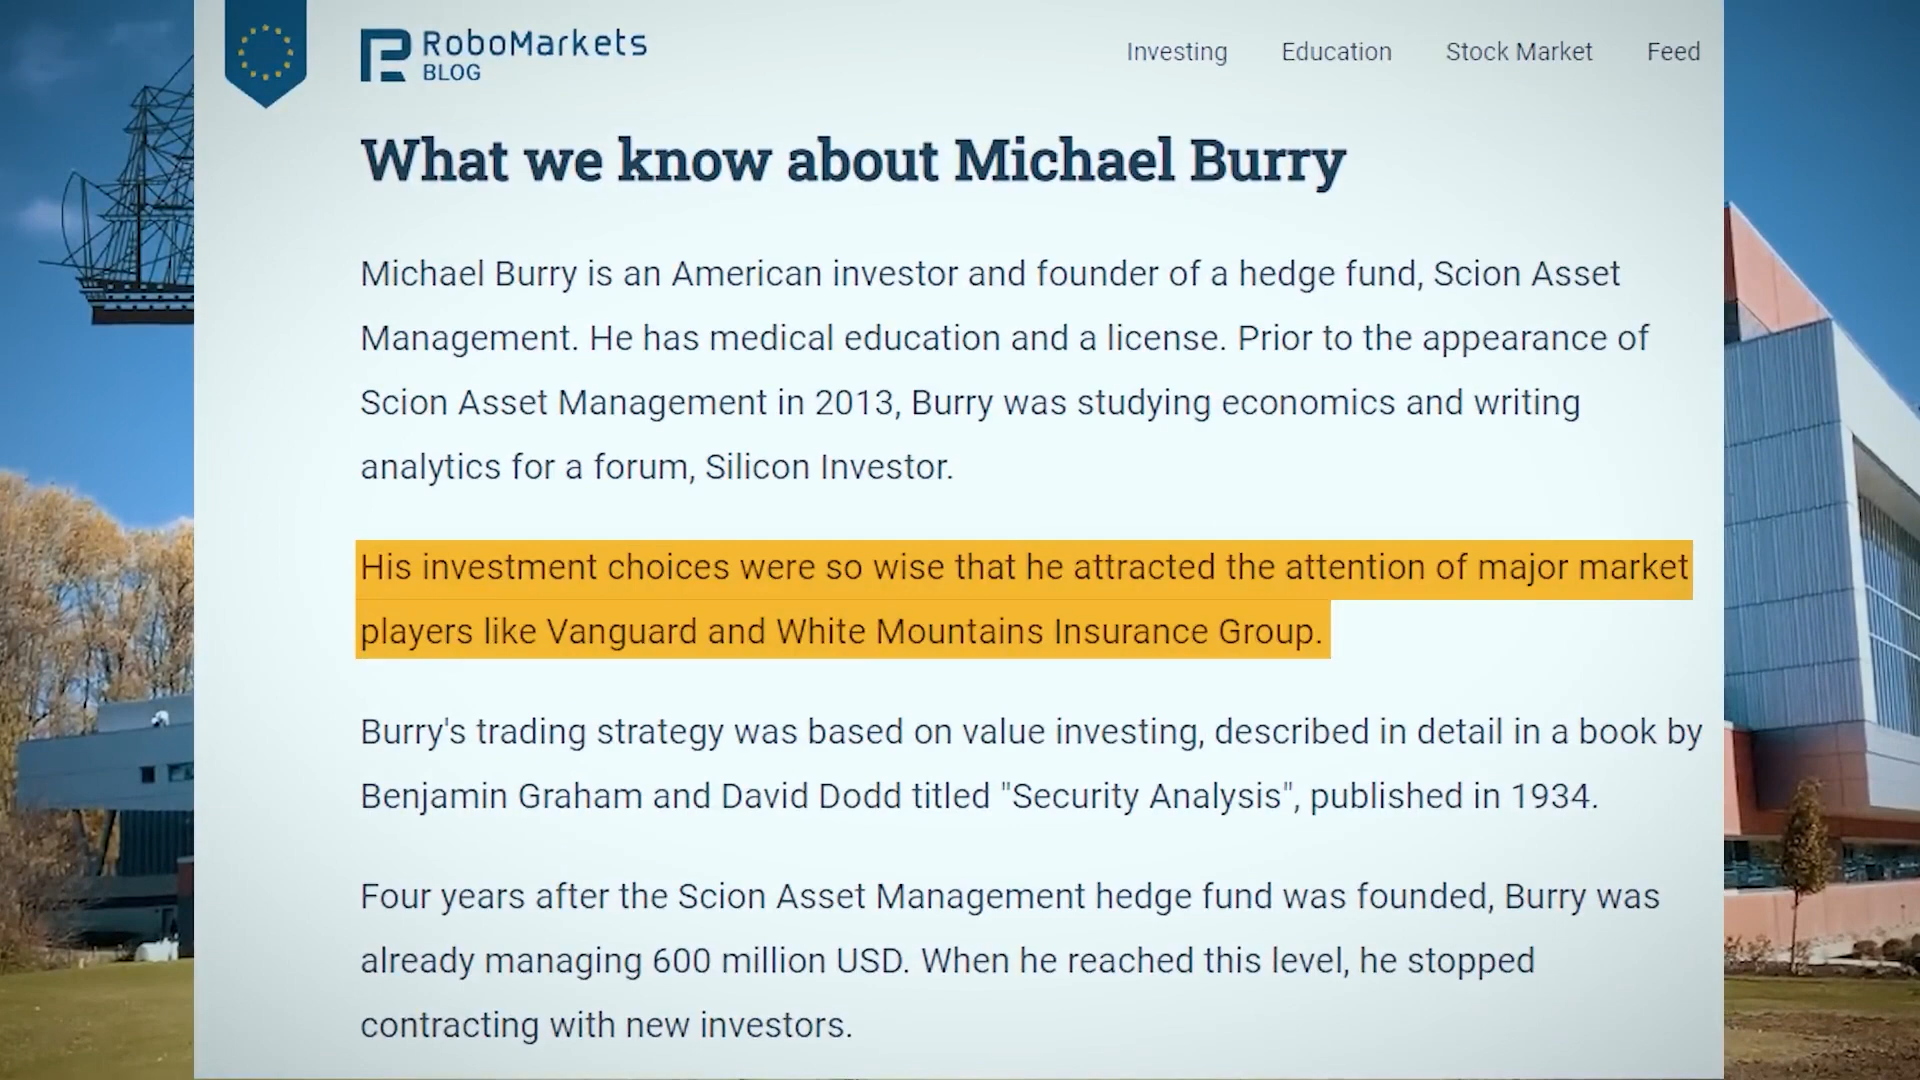 RoboMarkets
BLOG
Investing Education Stock Market Feed
What we know about Michael Burry
Michael Burry is an American investor and founder of a hedge fund, Scion Asset
Management. He has medical education and a license. Prior to the appearance of
Scion Asset Management in 2013, Burry was studying economics and writing
analytics for a forum, Silicon Investor.
His investment choices were so wise that he attracted the attention of major market
players like Vanguard and White Mountains Insurance Group.
Burry's trading strategy was based on value investing, described in detail in a book by
Benjamin Graham and David Dodd titled "Security Analysis", published in 1934.
Four years after the Scion Asset Management hedge fund was founded, Burry was
already managing 600 million USD. When he reached this level, he stopped
contracting with new investors.